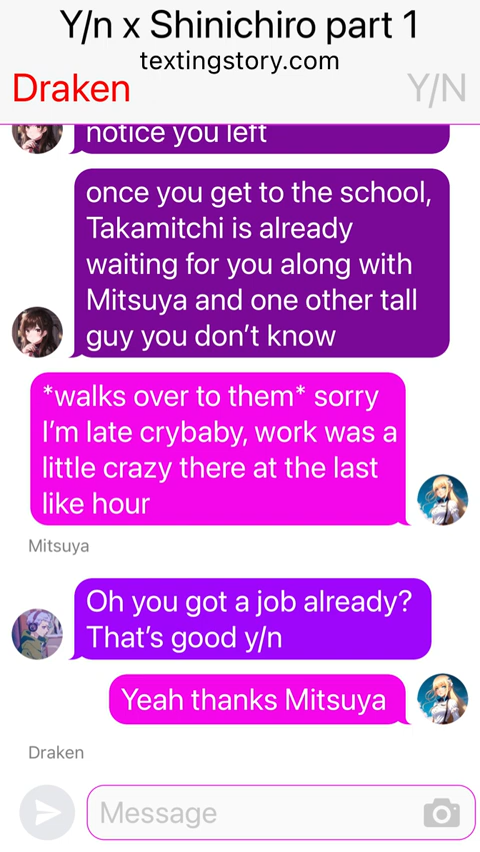 Y/n x Shinichiro part 1
textingstory.com
Draken
Y/N
notice you left
once you get to the school,
Takamitchi is already
waiting for you along with
Mitsuya and one other tall
guy you don't know
*walks over to them* sorry
I'm late crybaby, work was a
little crazy there at the last
like hour
Mitsuya
Oh you got a job already?
That's good y/n
Yeah thanks Mitsuya
Draken
Message